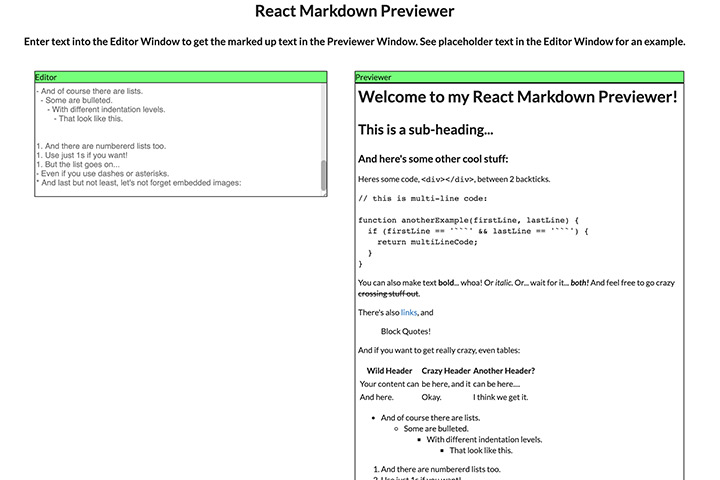 React Markdown Previewer
Enter text into the Editor Window to get the marked up text in the Previewer Window. See placeholder text in the Editor Window for an example.
Editor
- And of course there are lists.
- Some are bulleted.
- With different indentation levels.
- That look like this.
1. And there are numbererd lists too.
1. Use just 1s if you want!
1. But the list goes on...
- Even if you use dashes or asterisks.
* And last but not least, let's not forget embedded images:
Previewer
Welcome to my React Markdown Previewer!
This is a sub-heading...
And here's some other cool stuff:
Heres some code, <div></div>, between 2 backticks.
// this is multi-line code:
function anotherExample(firstLine, lastLine) {
if (firstLine == '```' && lastLine == '```') {
return multiLineCode;
}
}
You can also make text bold... whoa! Or italic. Or... wait for it... both! And feel free to go crazy
crossing stuff out.
There's also links, and
Block Quotes!
And if you want to get really crazy, even tables:
Wild Header Crazy Header Another Header?
Your content can be here, and it can be here....
And here. Okay. I think we get it.
• And of course there are lists.
◦ Some are bulleted.
▪ With different indentation levels.
▪ That look like this.
1. And there are numbererd lists too.
2. Use just 1s if you want!